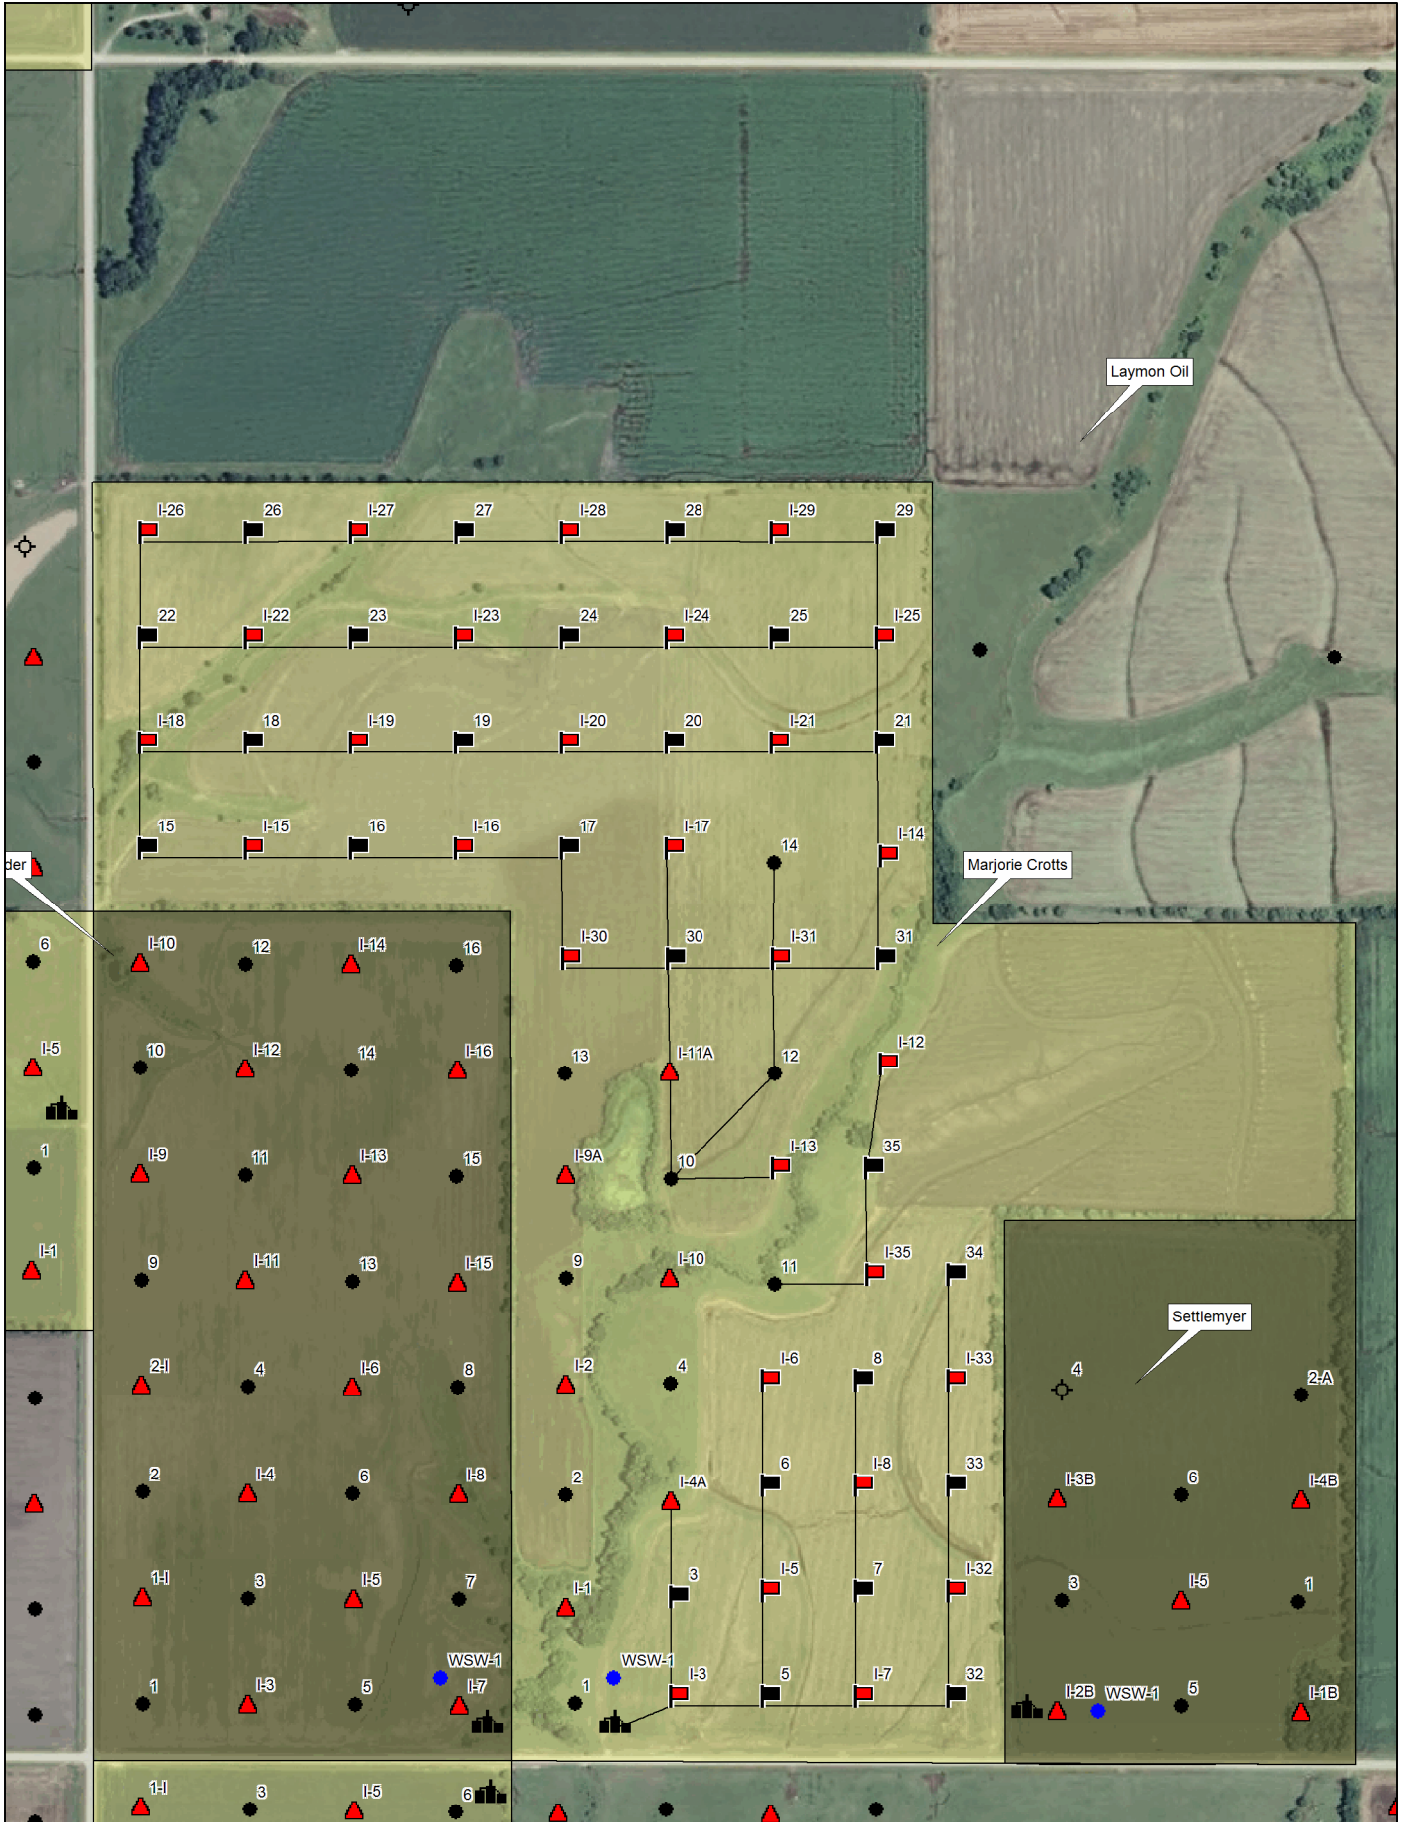 Laymon Oil
I-26 26 I-27 27 I-28 28 I-29 29
22 I-22 23 I-23 24 I-24 25 I-25
I-18 18 I-19 19 I-20 20 I-21 21
15 I-15 16 I-16 17 I-17 14 I-14
der
Marjorie Crotts
6 I-10 12 I-14 16 I-30 30 I-31 31
I-5 10 I-12 14 I-16 13 I-11A 12 I-12
1 I-9 11 I-13 15 I-9A 10 I-13 35
I-1 9 I-11 13 I-15 9 I-10 11 I-35 34
Settlemyer
2-I 4 I-6 8 I-2 4 I-6 8 I-33 4 2-A
2 I-4 6 I-8 2 I-4A 6 I-8 33 I-3B 6 I-4B
1-I 3 I-5 7 I-1 3 I-5 7 I-32 3 I-5 1
WSW-1 WSW-1
1 I-3 5 I-7 1 I-3 5 I-7 32 I-2B WSW-1 5 I-1B
1-I 3 I-5 6